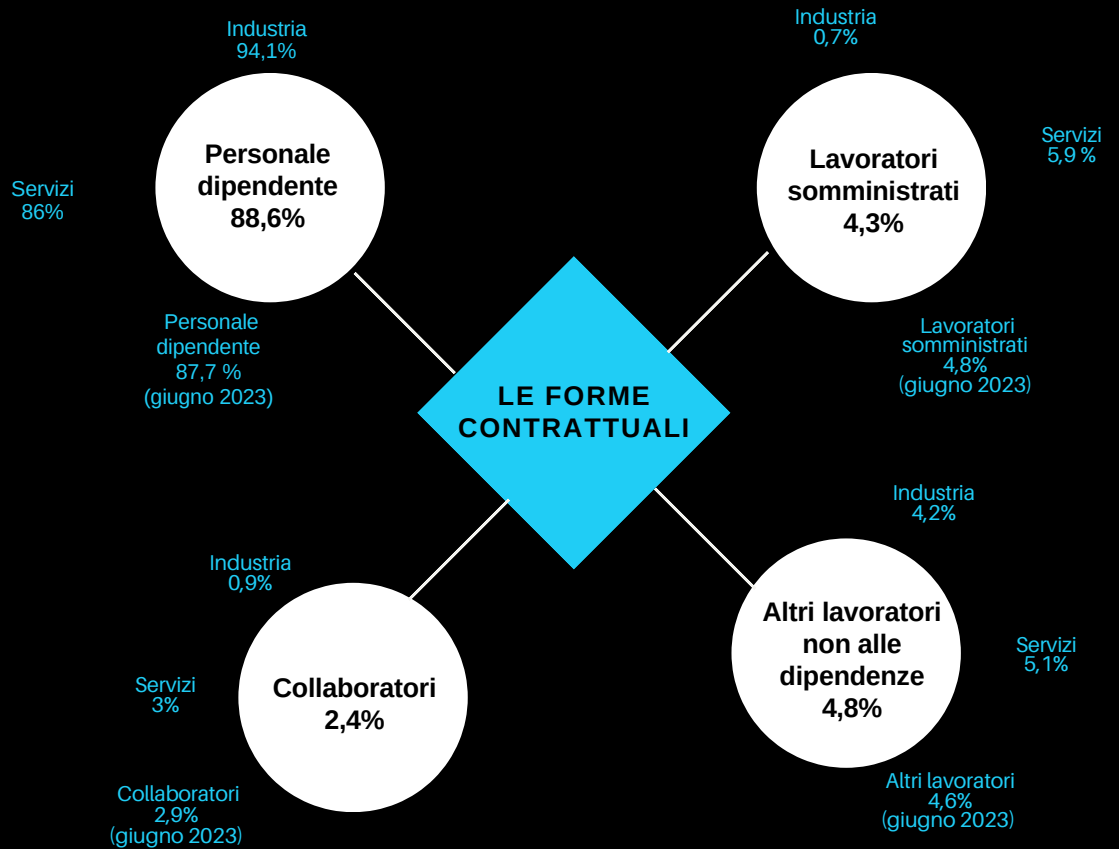 Industria
94,1%
Personale
dipendente
88,6%
Servizi
86%
Personale
dipendente
87,7 %
(giugno 2023)
Industria
0,7%
Lavoratori
somministrati
4,3%
Servizi
5,9 %
Lavoratori
somministrati
4,8%
(giugno 2023)
LE FORME
CONTRATTUALI
Industria
0,9%
Servizi
3%
Collaboratori
2,4%
Collaboratori
2,9%
(giugno 2023)
Industria
4,2%
Altri lavoratori
non alle
dipendenze
4,8%
Servizi
5,1%
Altri lavoratori
4,6%
(giugno 2023)